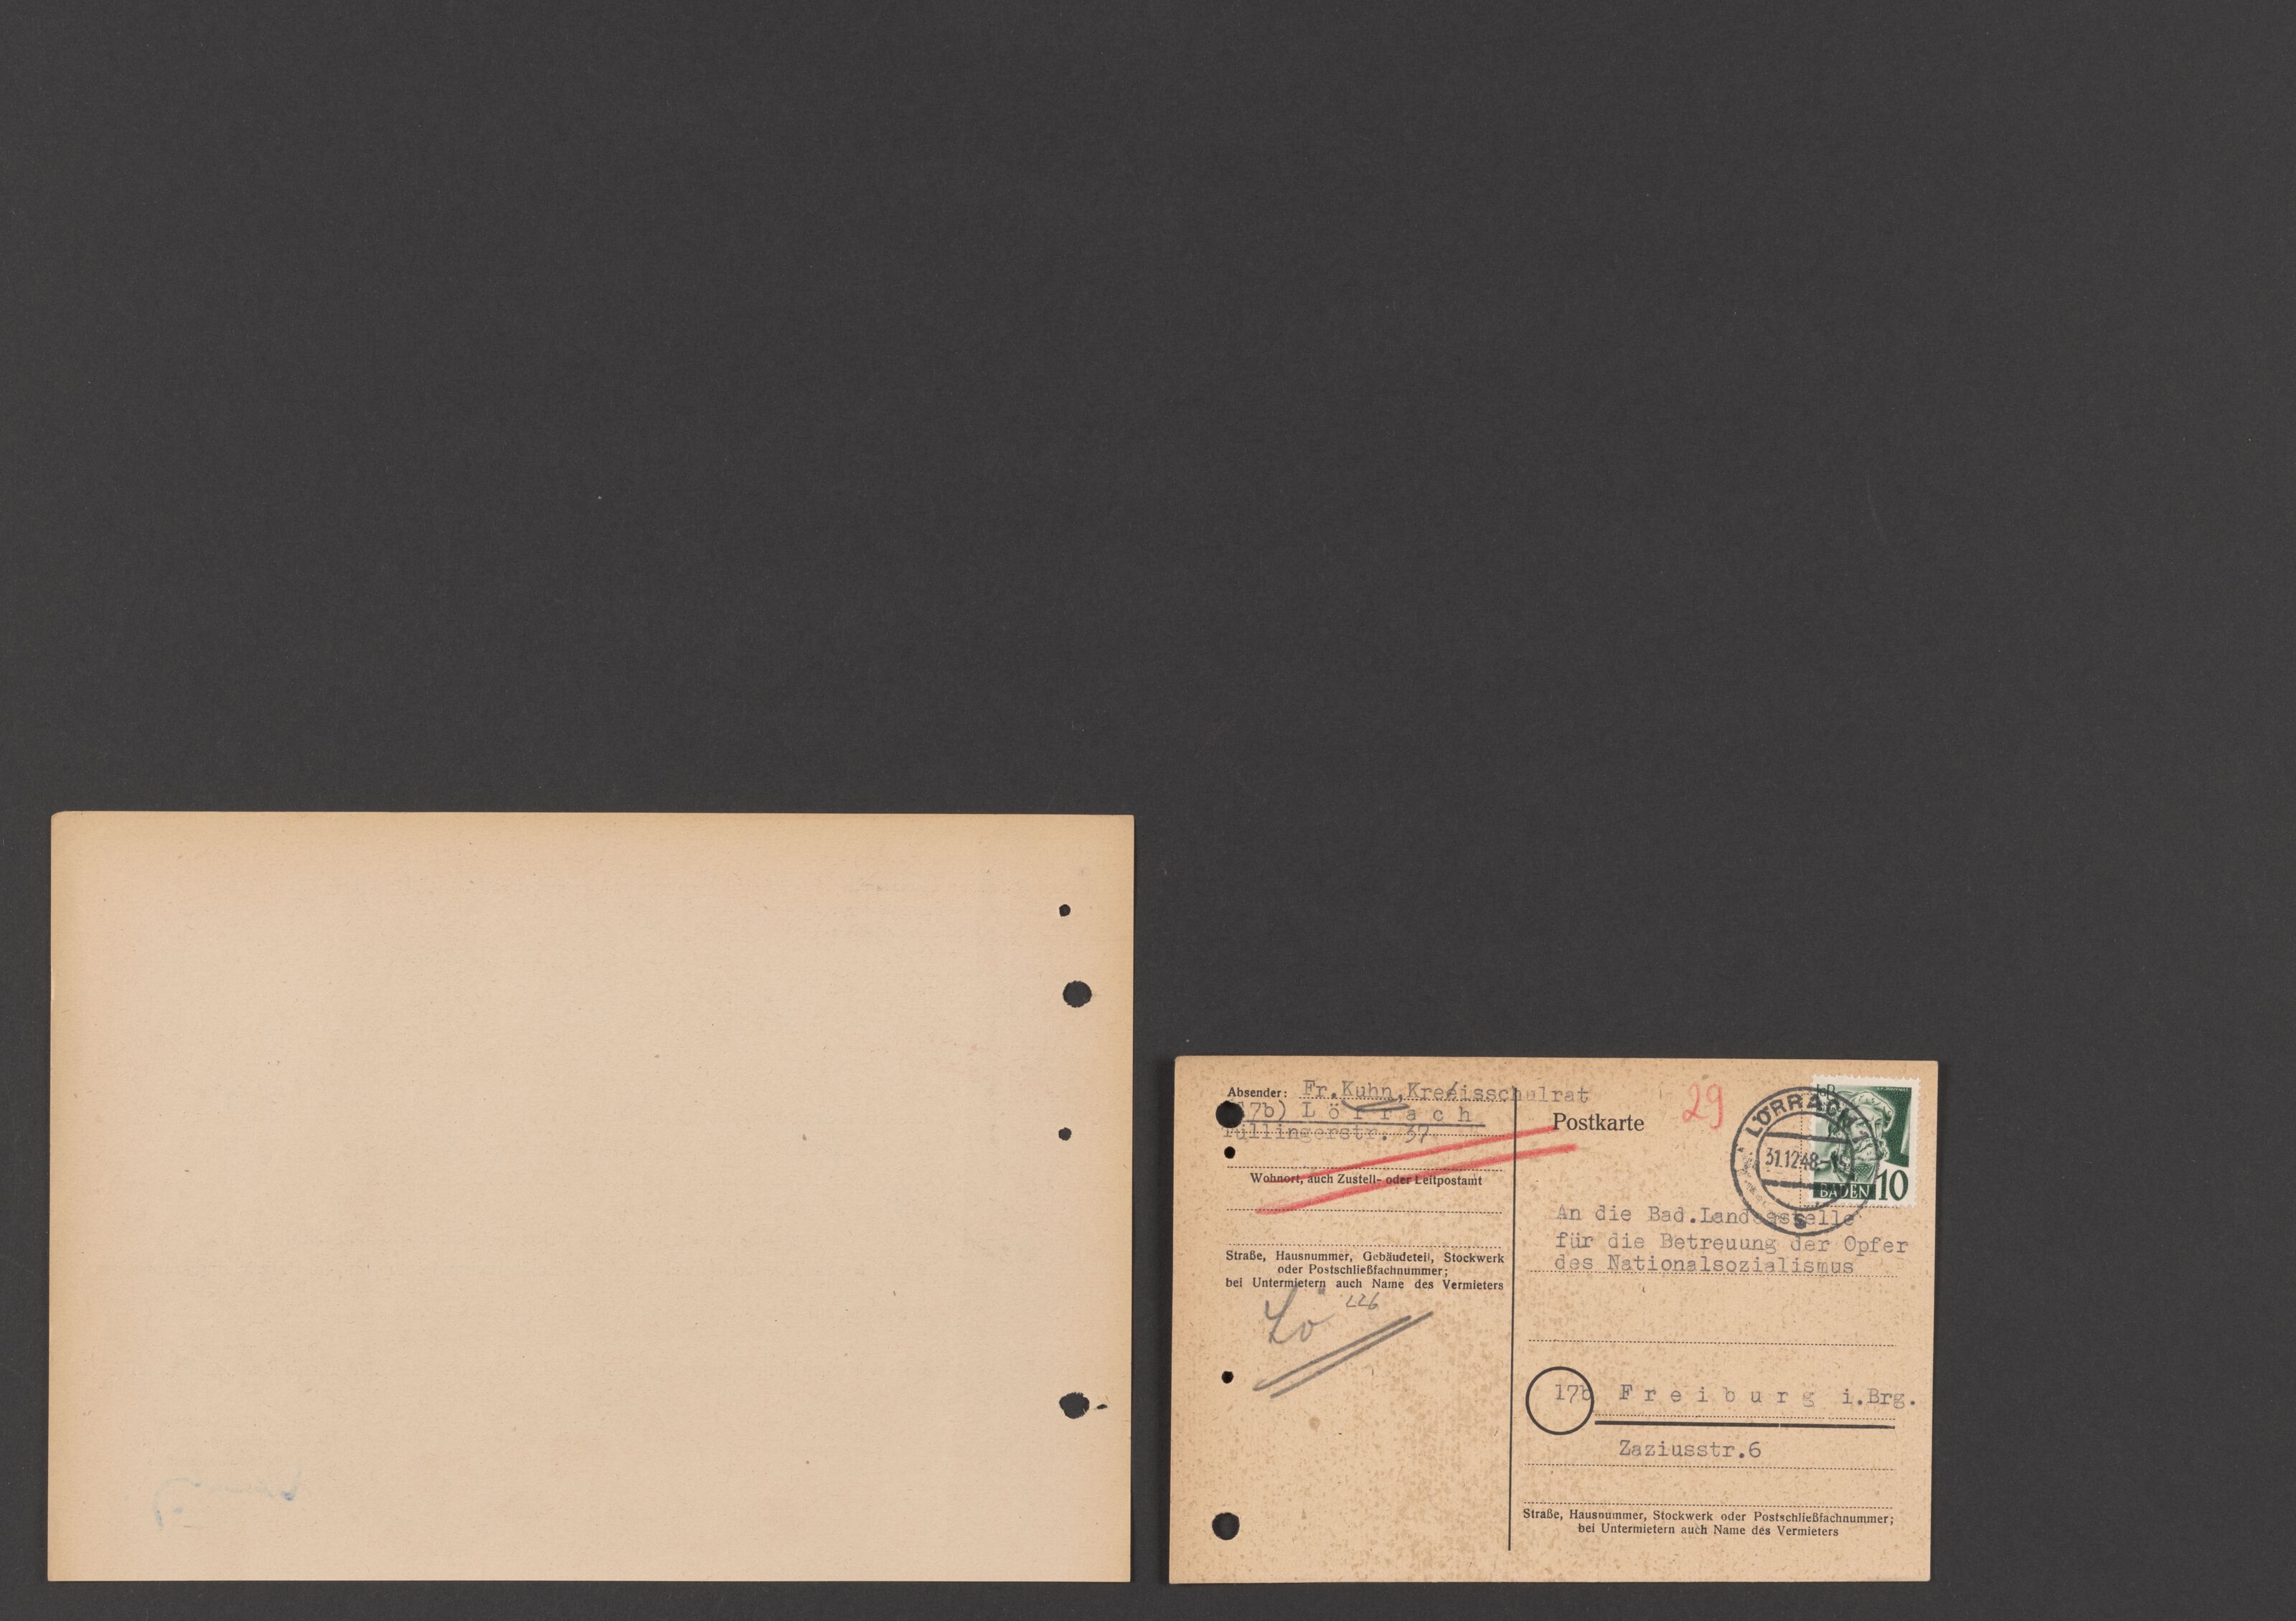 Absender: Fr.Kuhn,Kreisschulrat
17b) Lörrach
Tüllingerstr. 37
Wohnort, auch Zustell- oder Leitpostamt
Straße, Hausnummer, Gebäudeteil, Stockwerk
oder Postschließfachnummer;
bei Untermietern auch Name des Vermieters
226
Lö
Postkarte
29
LÖRRACH 1
31.12.48
s
BADEN 10
An die Bad.Landesstelle
für die Betreuung der Opfer
des Nationalsozialismus
17b Freiburg i.Brg.
Zaziusstr.6
Straße, Hausnummer, Stockwerk oder Postschließfachnummer;
bei Untermietern auch Name des Vermieters